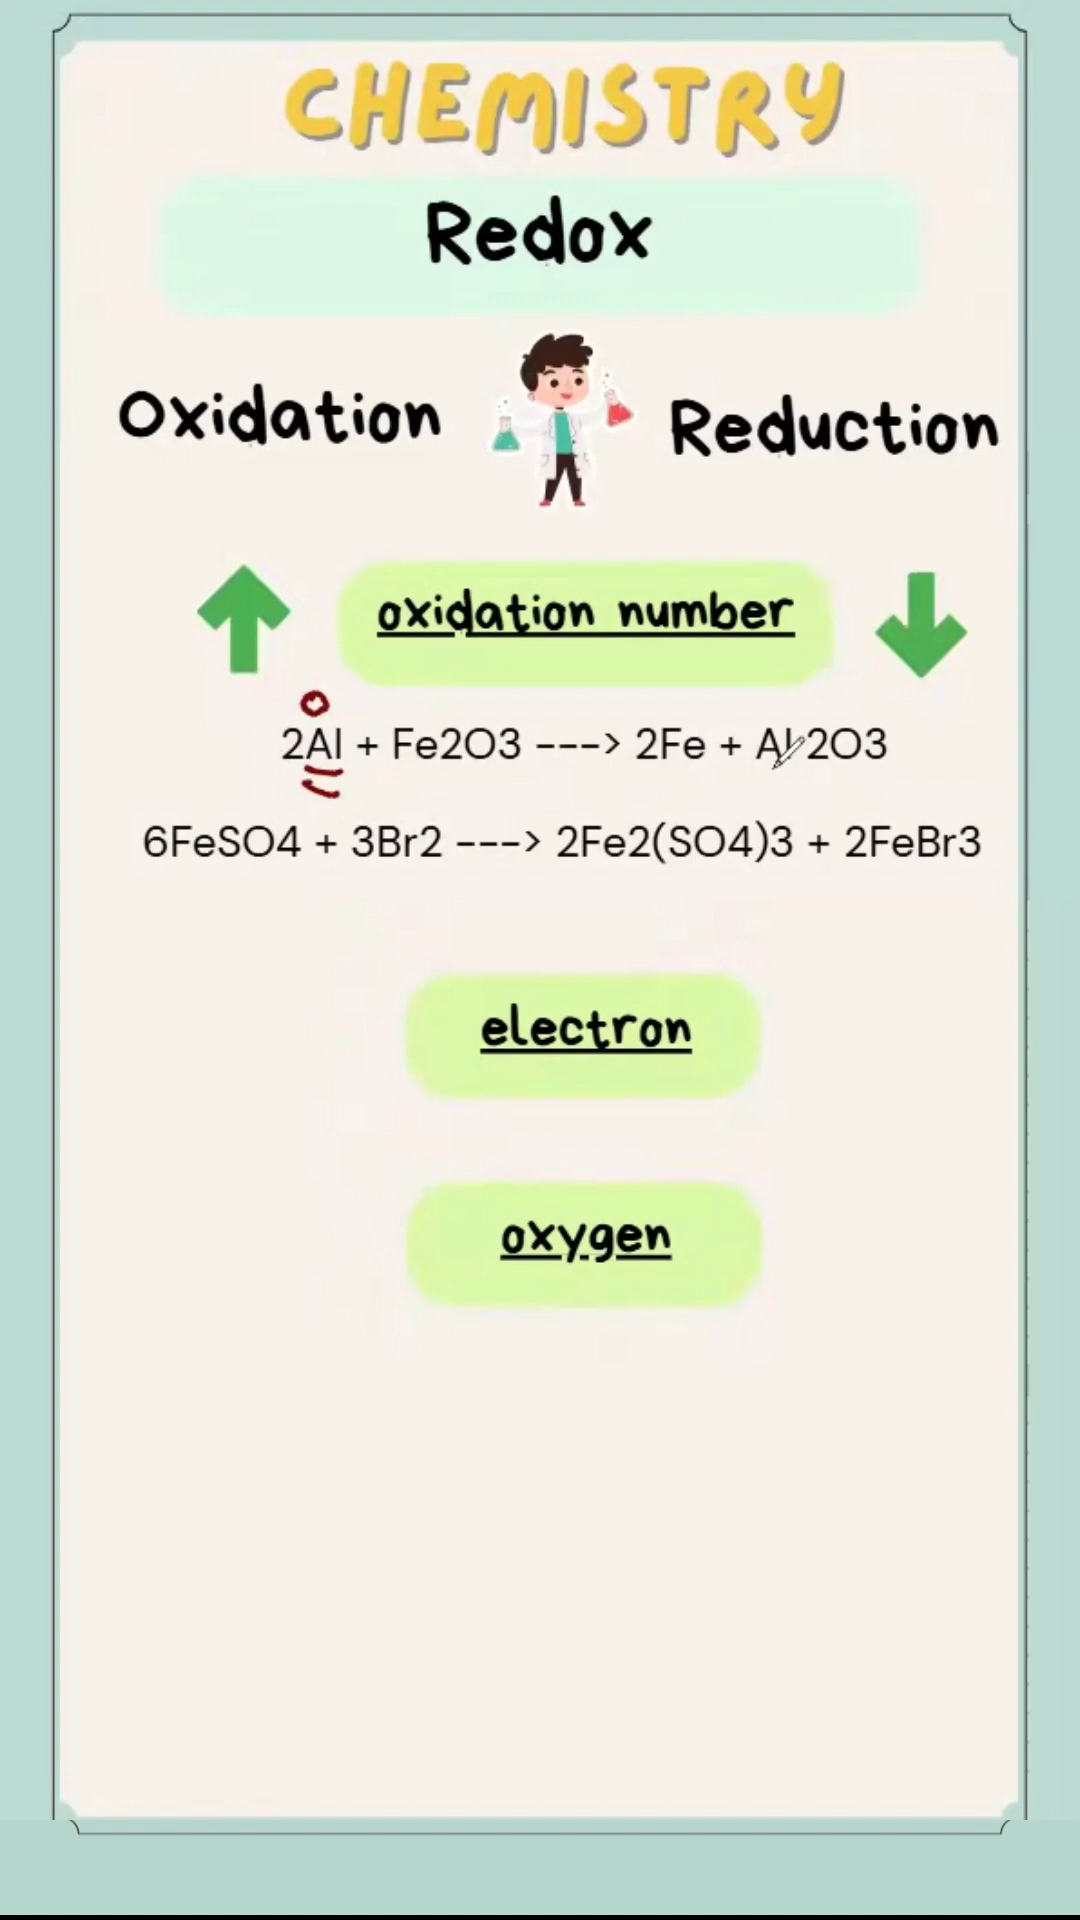 CHEMISTRY
Redox
Oxidation
Reduction
oxidation number
0
2Al + Fe2O3 ---> 2Fe + Al2O3
6FeSO4 + 3Br2 ---> 2Fe2(SO4)3 + 2FeBr3
electron
oxygen